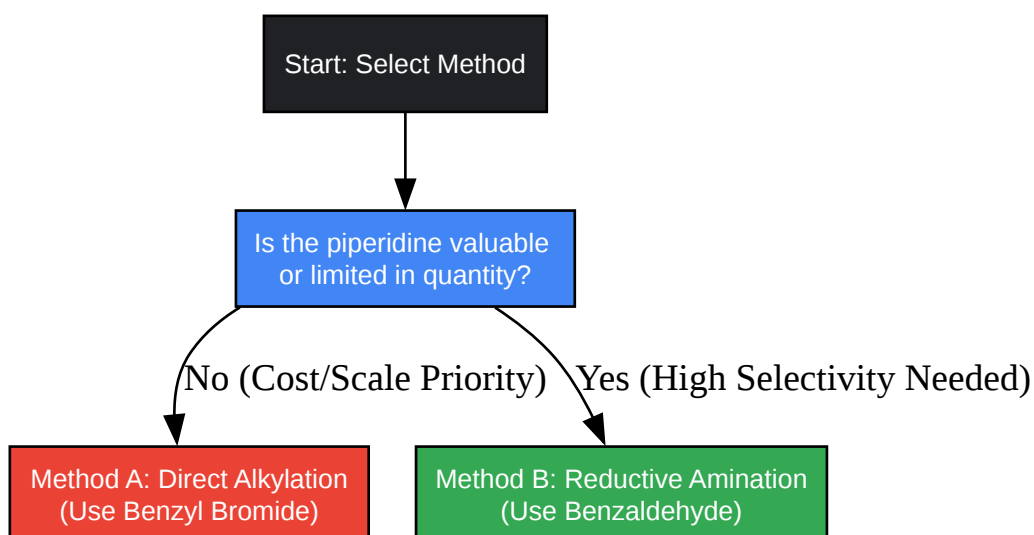 Start: Select Method
Is the piperidine valuable
or limited in quantity?
No (Cost/Scale Priority)
Yes (High Selectivity Needed)
Method A: Direct Alkylation
(Use Benzyl Bromide)
Method B: Reductive Amination
(Use Benzaldehyde)